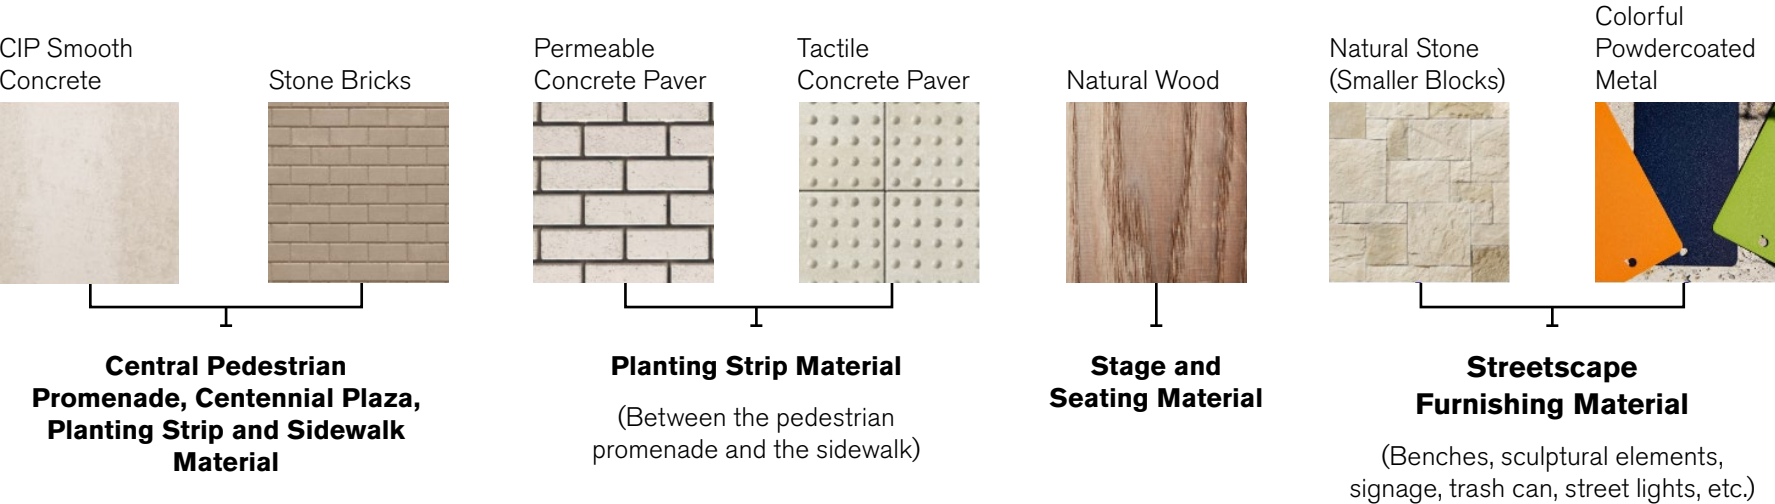 CIP Smooth
Concrete
Stone Bricks
Permeable
Concrete Paver
Tactile
Concrete Paver
Natural Wood
Natural Stone
(Smaller Blocks)
Colorful
Powdercoated
Metal
Central Pedestrian
Promenade, Centennial Plaza,
Planting Strip and Sidewalk
Material
Planting Strip Material
(Between the pedestrian
promenade and the sidewalk)
Stage and
Seating Material
Streetscape
Furnishing Material
(Benches, sculptural elements,
signage, trash can, street lights, etc.)